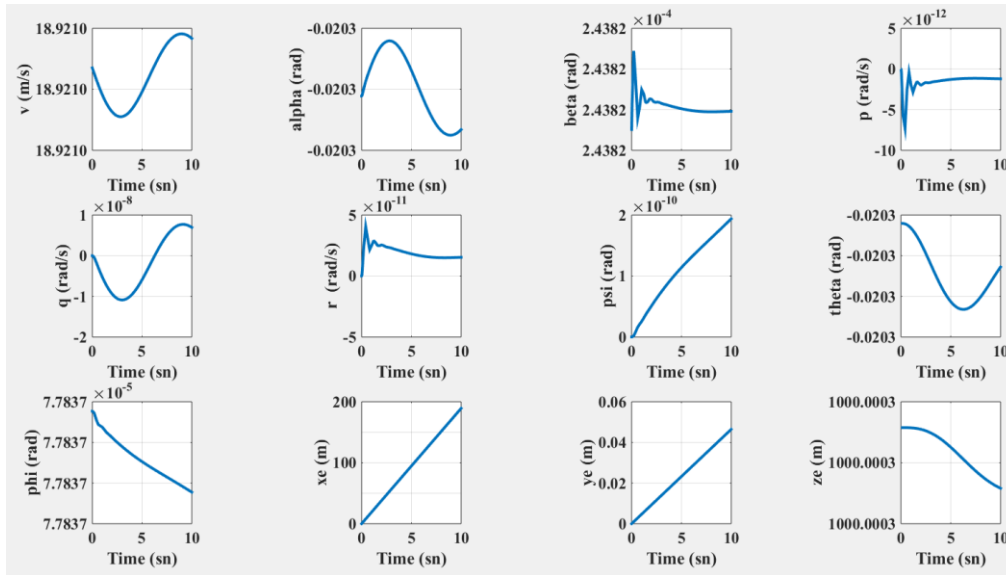 18.9210
18.9210
18.9210
v (m/s)
0 5 10
Time (sn)
-0.0203
-0.0203
-0.0203
alpha (rad)
0 5 10
Time (sn)
×10^-4
2.4382
2.4382
2.4382
2.4382
beta (rad)
0 5 10
Time (sn)
×10^-12
5
0
-5
-10
p (rad/s)
0 5 10
Time (sn)
×10^-8
1
0
-1
-2
q (rad/s)
0 5 10
Time (sn)
×10^-11
5
0
-5
r (rad/s)
0 5 10
Time (sn)
×10^-10
2
1
0
psi (rad)
0 5 10
Time (sn)
-0.0203
-0.0203
-0.0203
-0.0203
theta (rad)
0 5 10
Time (sn)
×10^-5
7.7837
7.7837
7.7837
7.7837
phi (rad)
0 5 10
Time (sn)
200
100
0
xe (m)
0 5 10
Time (sn)
0.06
0.04
0.02
0
ye (m)
0 5 10
Time (sn)
1000.0003
1000.0003
1000.0003
ze (m)
0 5 10
Time (sn)